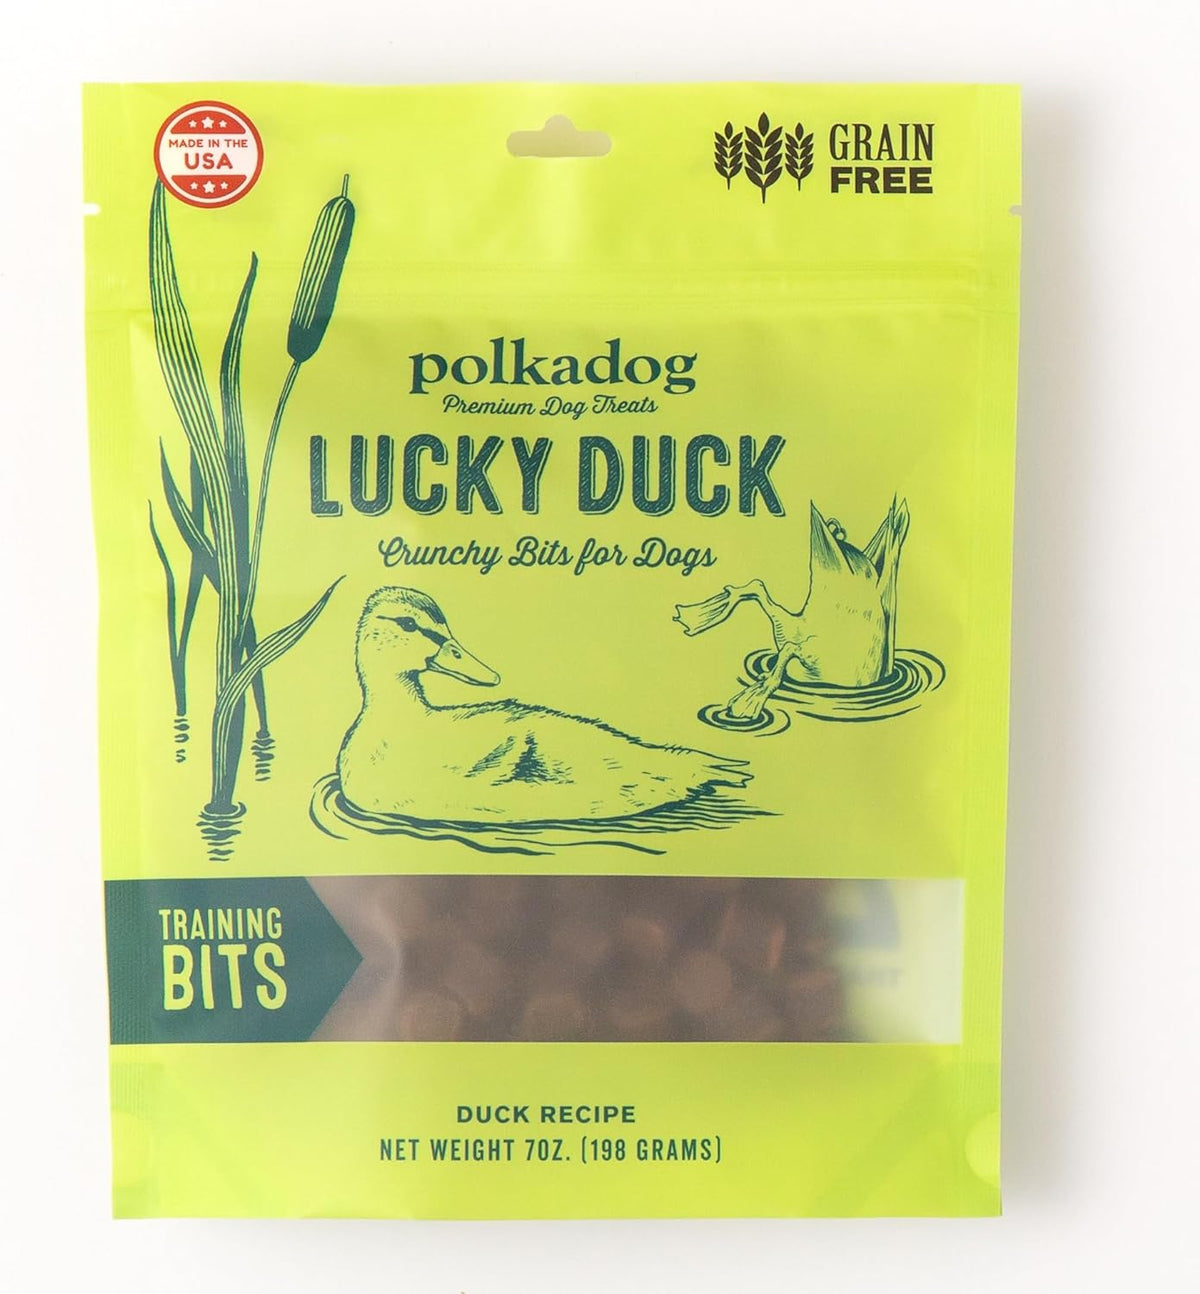 MADE IN THE
USA
GRAIN
FREE
polkadog
Premium Dog Treats
LUCKY DUCK
Crunchy Bits for Dogs
TRAINING
BITS
DUCK RECIPE
NET WEIGHT 7OZ. (198 GRAMS)